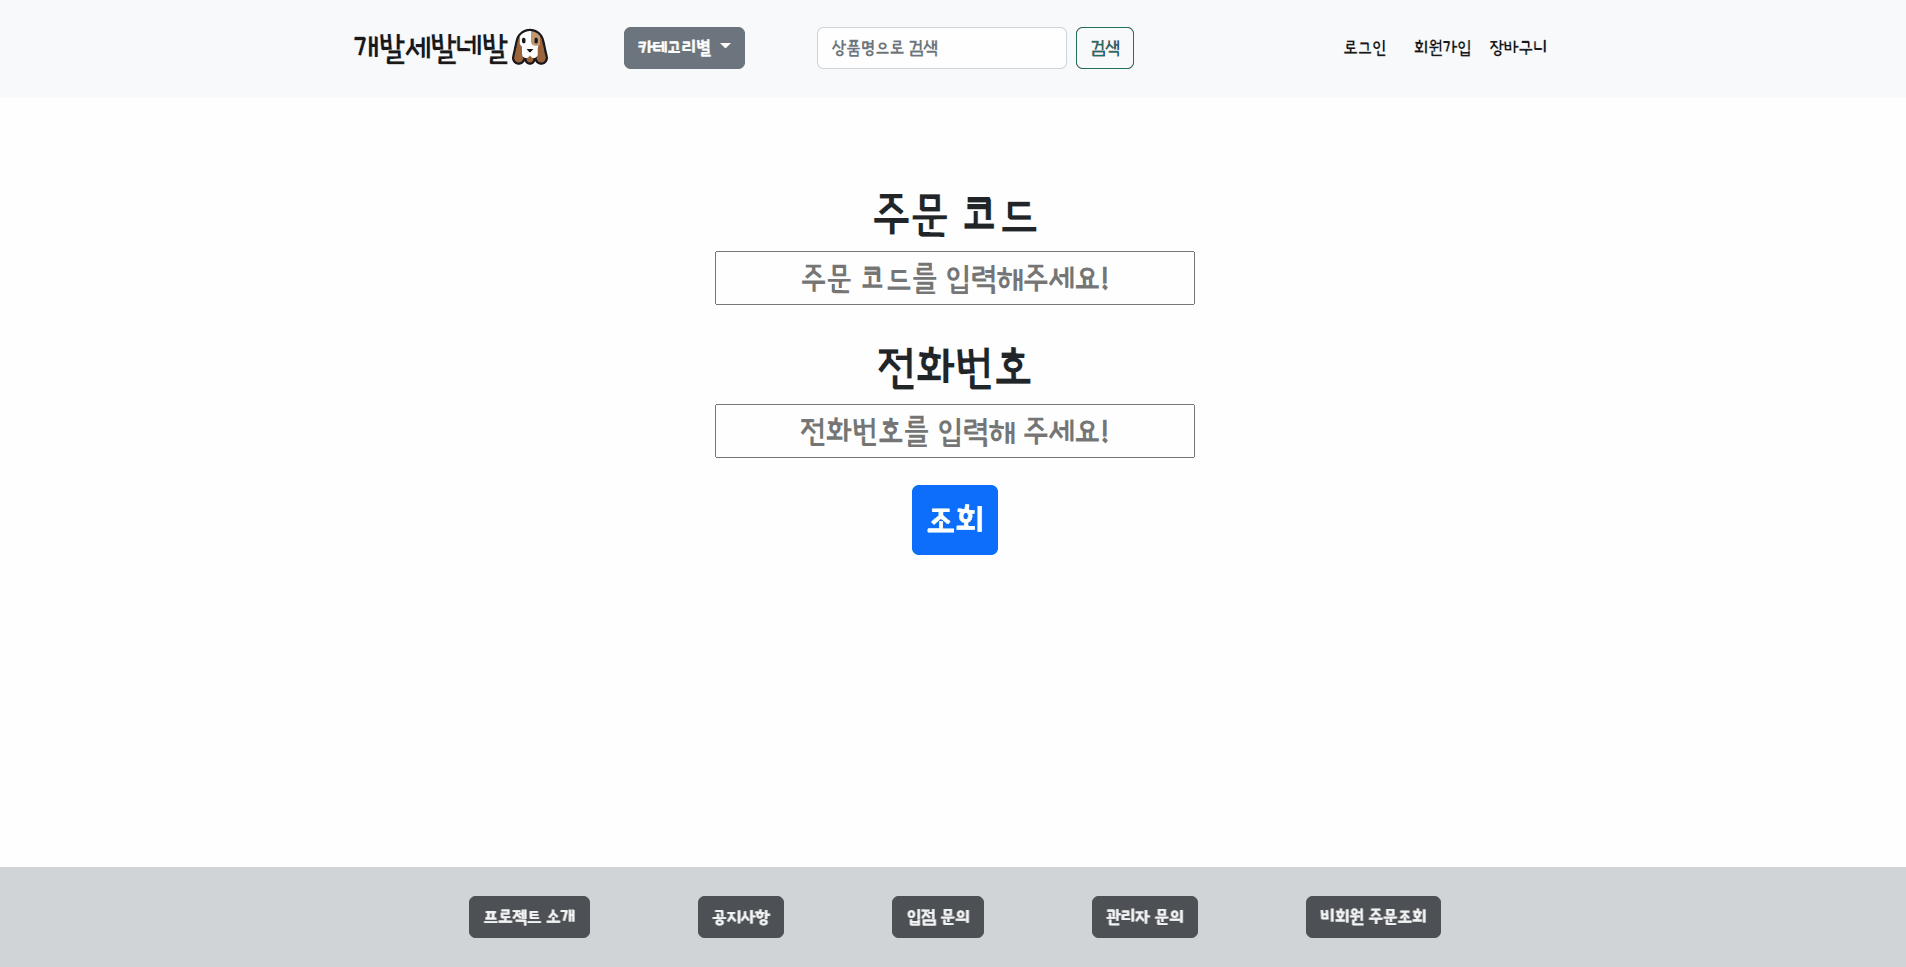 개발세발네발
카테고리별
상품명으로 검색
검색
로그인
회원가입
장바구니
주문 코드
주문 코드를 입력해주세요!
전화번호
전화번호를 입력해 주세요!
조회
프로젝트 소개
공지사항
입점 문의
관리자 문의
비회원 주문조회